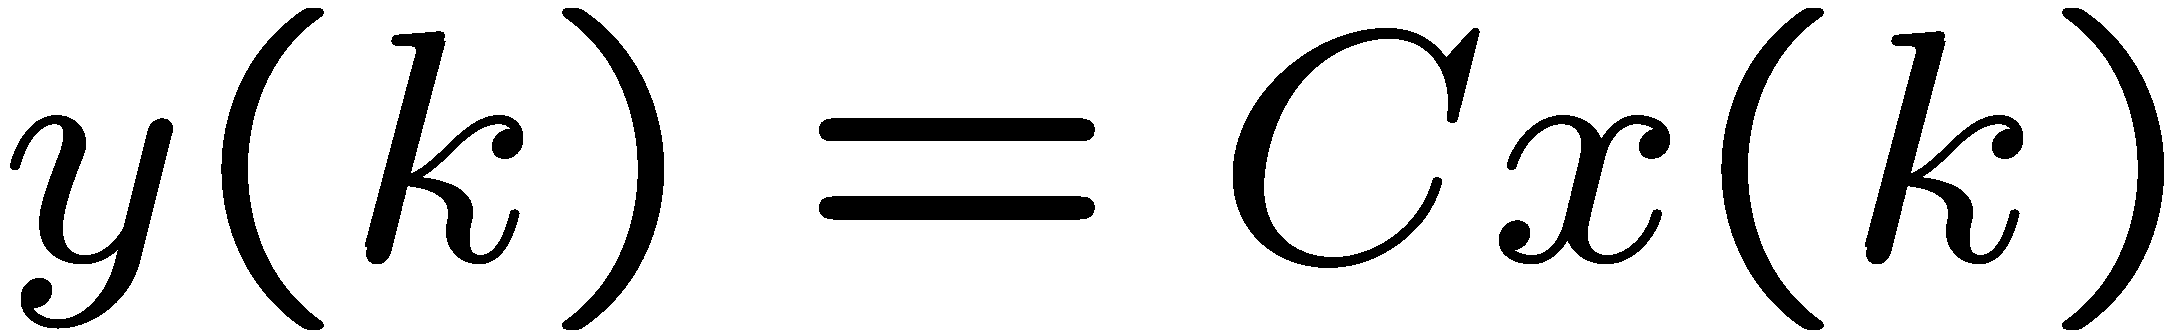 y(k) = Cx(k)